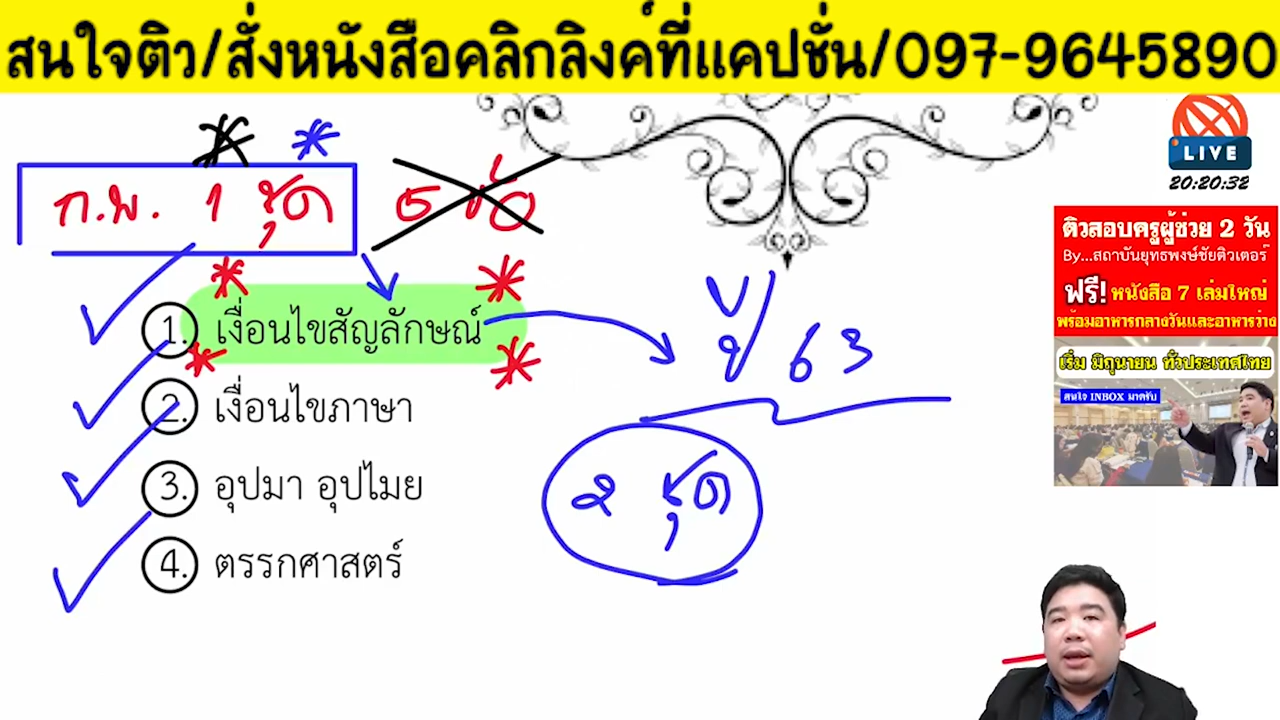 สนใจติว/สั่งหนังสือคลิกลิงค์ที่แคปชั่น/097-9645890
LIVE
20:20:32
ก.พ. 1 ชุด 5 ข้อ
ติวสอบครูผู้ช่วย 2 วัน
By...สถาบันยุทธพงษ์ชัยติวเตอร์
ฟรี! หนังสือ 7 เล่มใหญ่
พร้อมอาหารกลางวันและอาหารว่าง
เริ่ม มิถุนายน ทั่วประเทศไทย
สนใจ INBOX มาครับ
1. เงื่อนไขสัญลักษณ์
ปี 63
2. เงื่อนไขภาษา
3. อุปมา อุปไมย
2 ชุด
4. ตรรกศาสตร์